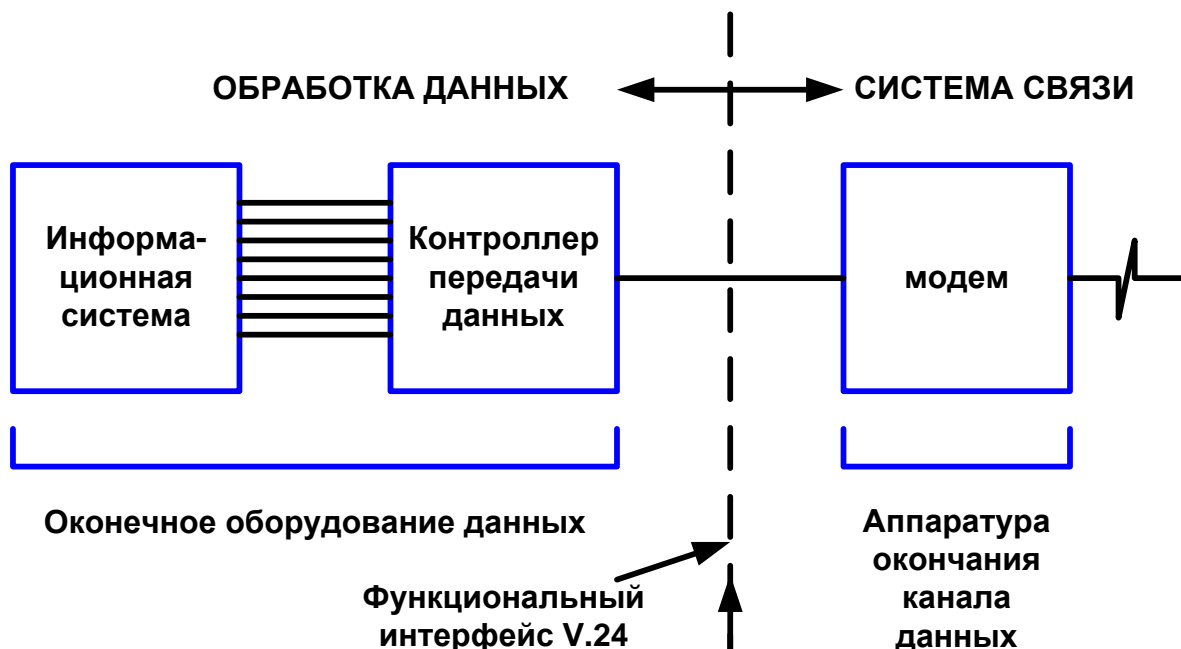 ОБРАБОТКА ДАННЫХ
СИСТЕМА СВЯЗИ
Информа-
ционная
система
Контроллер
передачи
данных
модем
Оконечное оборудование данных
Аппаратура
окончания
канала
данных
Функциональный
интерфейс V.24